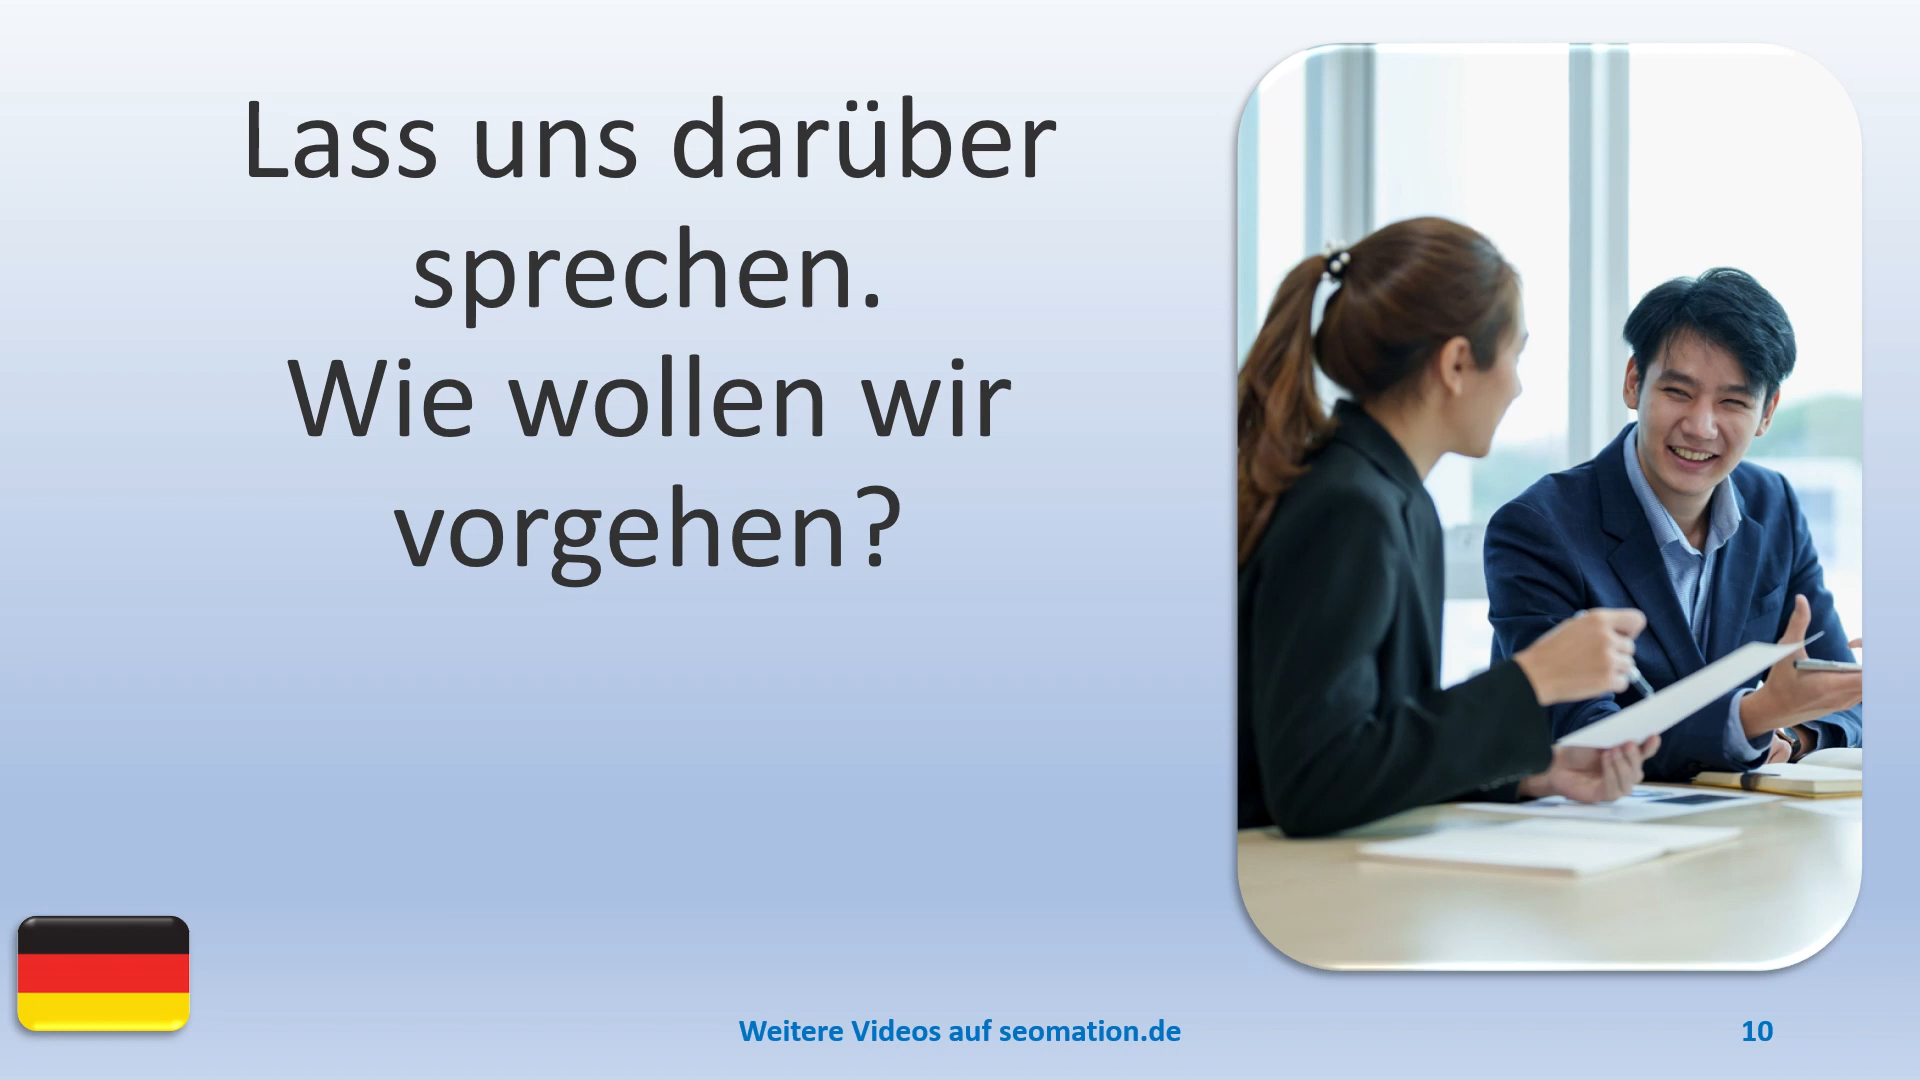 Lass uns darüber
sprechen.
Wie wollen wir
vorgehen?
Weitere Videos auf seomation.de
10